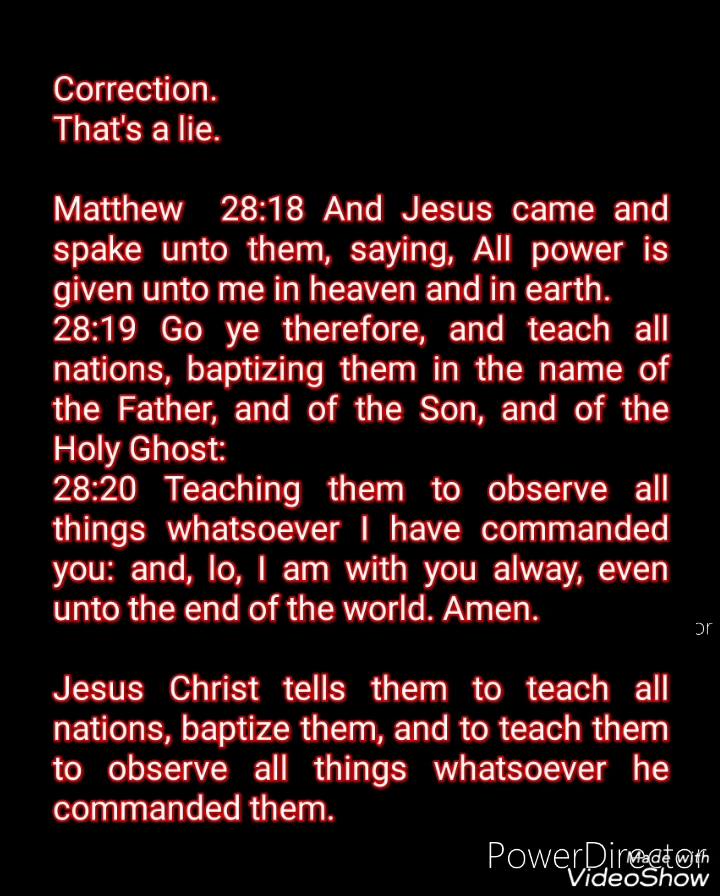 Correction.
That's a lie.
Matthew 28:18 And Jesus came and
spake unto them, saying, All power is
given unto me in heaven and in earth.
28:19 Go ye therefore, and teach all
nations, baptizing them in the name of
the Father, and of the Son, and of the
Holy Ghost:
28:20 Teaching them to observe all
things whatsoever I have commanded
you: and, lo, I am with you alway, even
unto the end of the world. Amen.
or
Jesus Christ tells them to teach all
nations, baptize them, and to teach them
to observe all things whatsoever he
commanded them.
PowerDirector
Made with
VideoShow